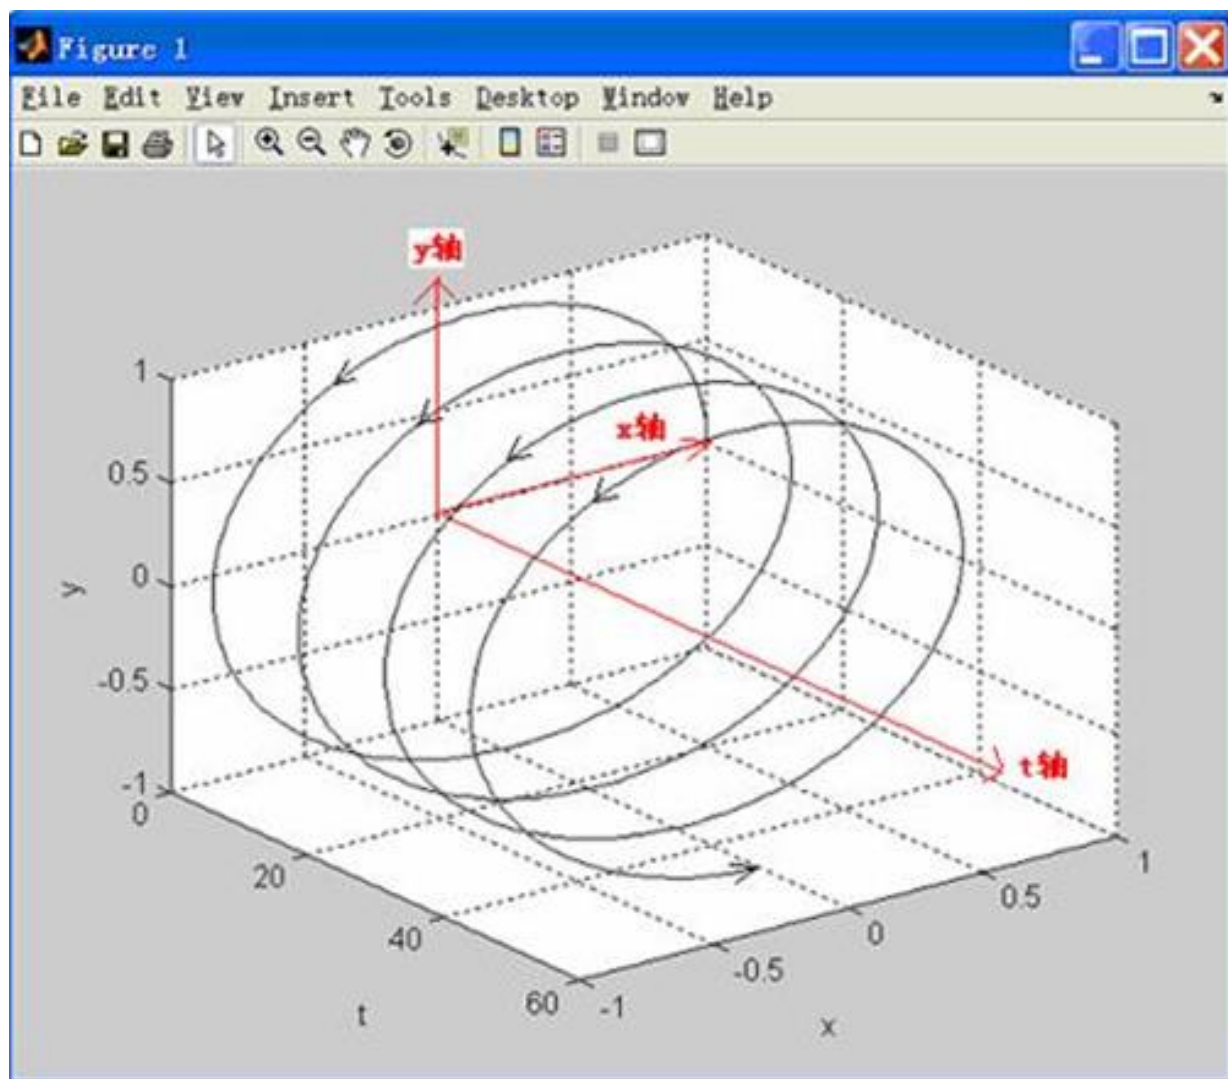 Figure 1
File Edit View Insert Tools Desktop Window Help
y轴
x轴
t轴
1
0.5
0
-0.5
-1
y
0
20
40
60
t
-1
-0.5
0
0.5
1
x